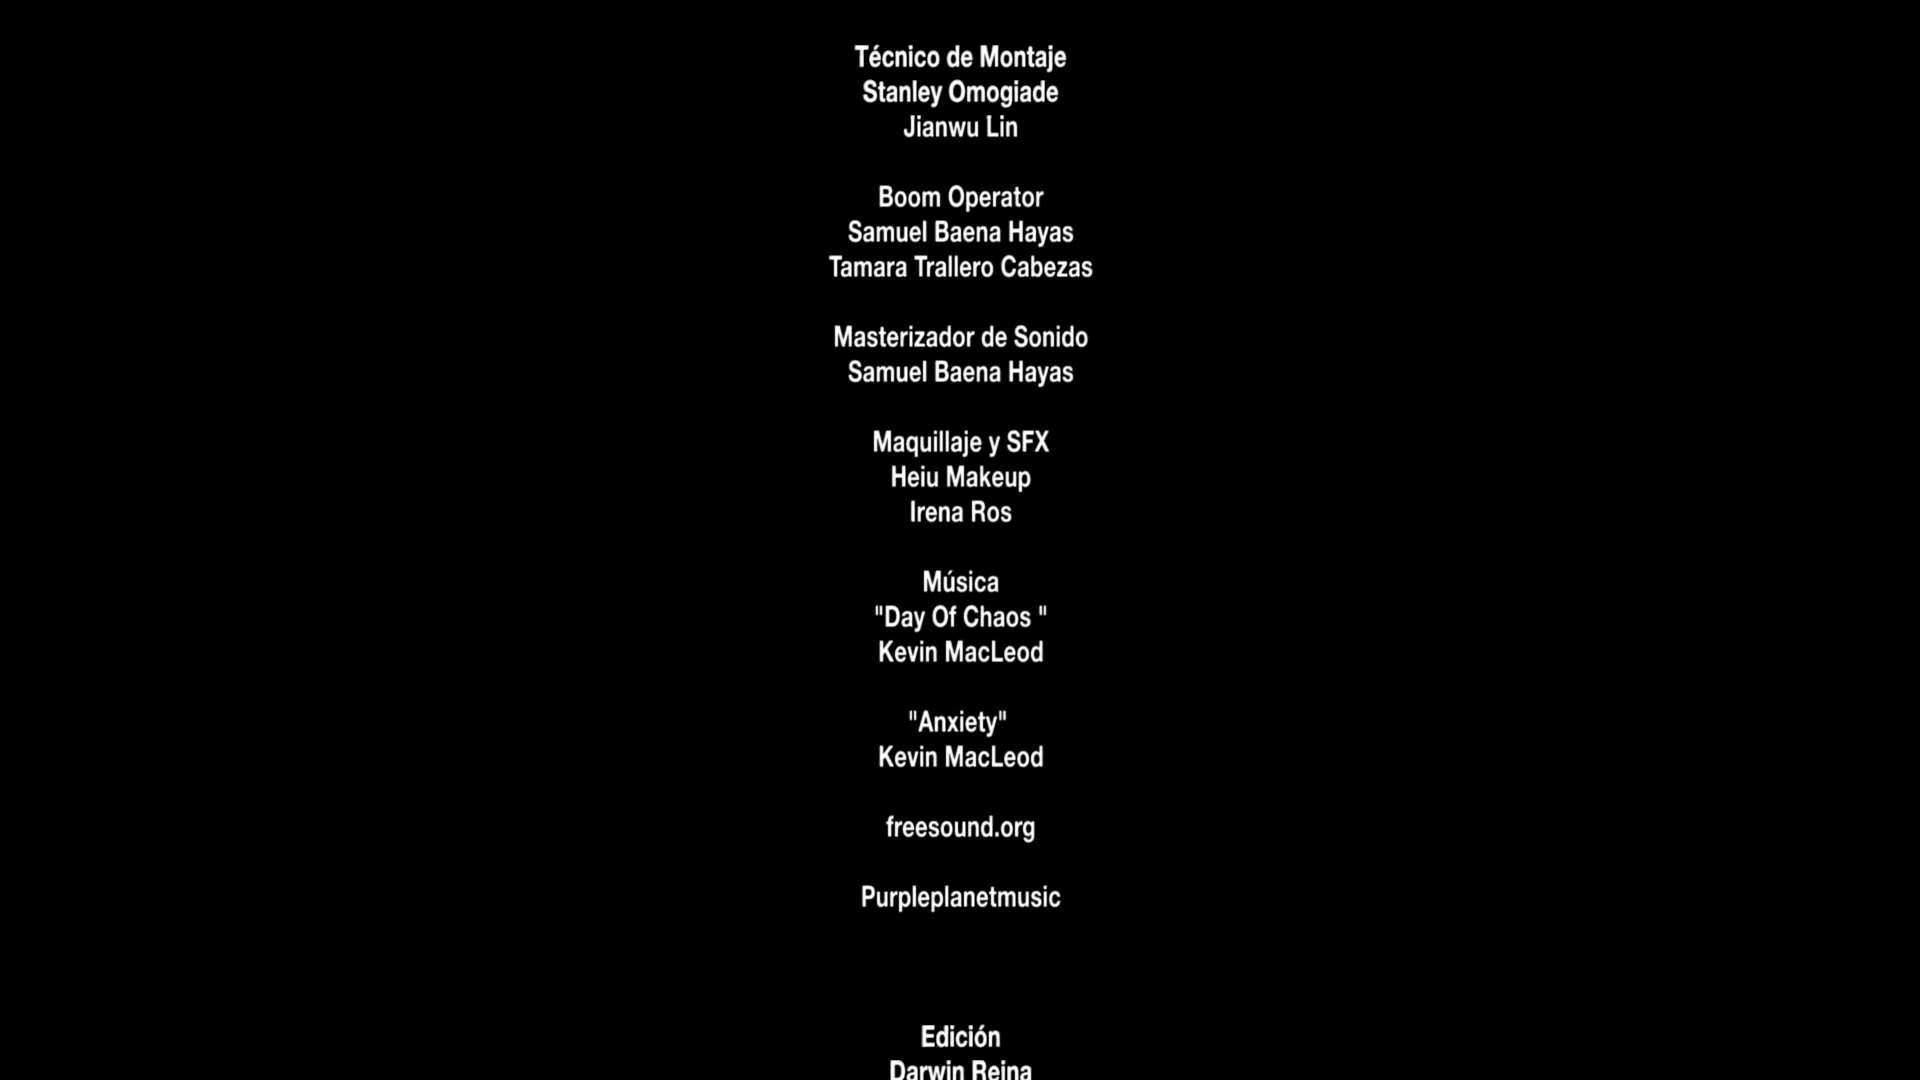 Técnico de Montaje
Stanley Omogiade
Jianwu Lin
Boom Operator
Samuel Baena Hayas
Tamara Trallero Cabezas
Masterizador de Sonido
Samuel Baena Hayas
Maquillaje y SFX
Heiu Makeup
Irena Ros
Música
"Day Of Chaos "
Kevin MacLeod
"Anxiety"
Kevin MacLeod
freesound.org
Purpleplanetmusic
Edición
Darwin Reina